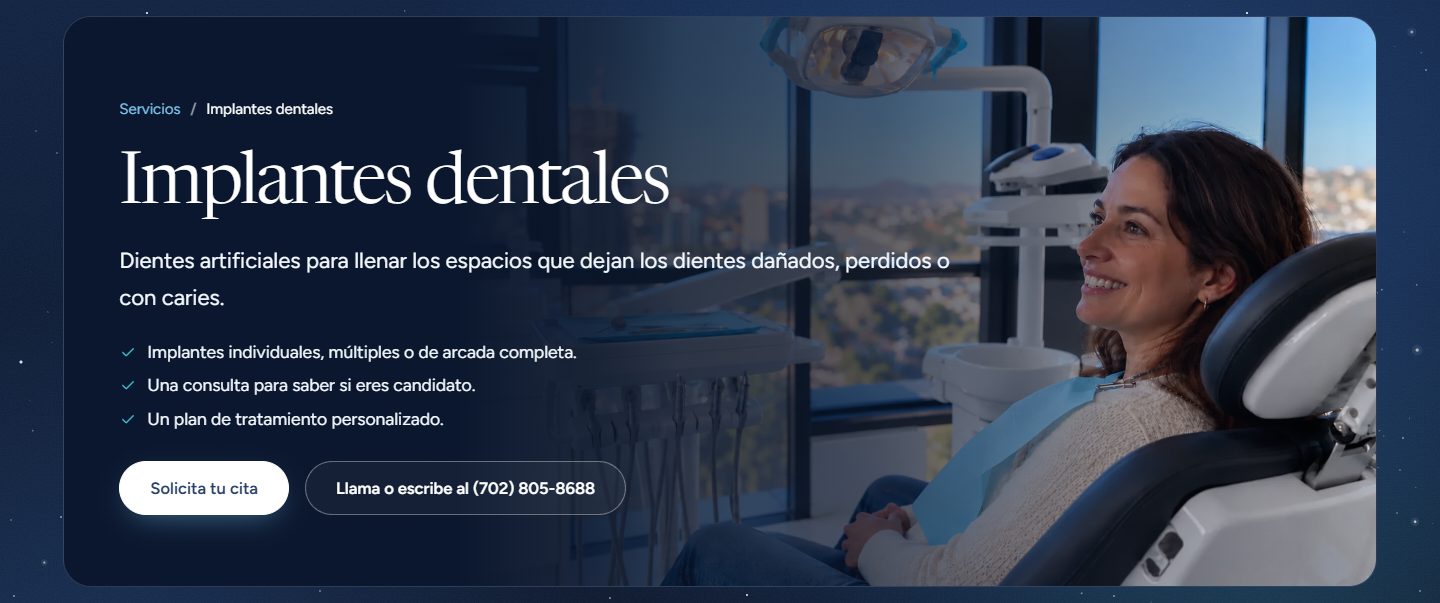 Servicios / Implantes dentales
Implantes dentales
Dientes artificiales para llenar los espacios que dejan los dientes dañados, perdidos o
con caries.
Implantes individuales, múltiples o de arcada completa.
Una consulta para saber si eres candidato.
Un plan de tratamiento personalizado.
Solicita tu cita
Llama o escribe al (702) 805-8688